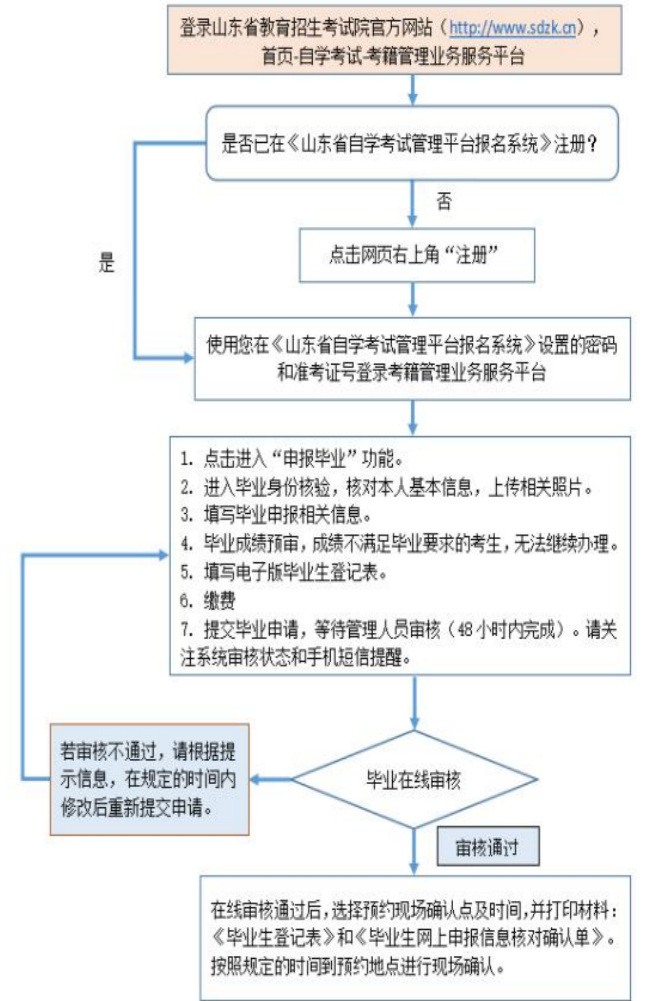 登录山东省教育招生考试院官方网站（http://www.sdzk.cn），
首页-自学考试-考籍管理业务服务平台
是否已在《山东省自学考试管理平台报名系统》注册？
否
是
点击网页右上角“注册”
使用您在《山东省自学考试管理平台报名系统》设置的密码
和准考证号登录考籍管理业务服务平台
1. 点击进入“申报毕业”功能。
2. 进入毕业身份核验，核对本人基本信息，上传相关照片。
3. 填写毕业申报相关信息。
4. 毕业成绩预审，成绩不满足毕业要求的考生，无法继续办理。
5. 填写电子版毕业生登记表。
6. 缴费
7. 提交毕业申请，等待管理人员审核（48小时内完成）。请关
注系统审核状态和手机短信提醒。
若审核不通过，请根据提
示信息，在规定的时间内
修改后重新提交申请。
毕业在线审核
审核通过
在线审核通过后，选择预约现场确认点及时间，并打印材料：
《毕业生登记表》和《毕业生网上申报信息核对确认单》。
按照规定的时间到预约地点进行现场确认。